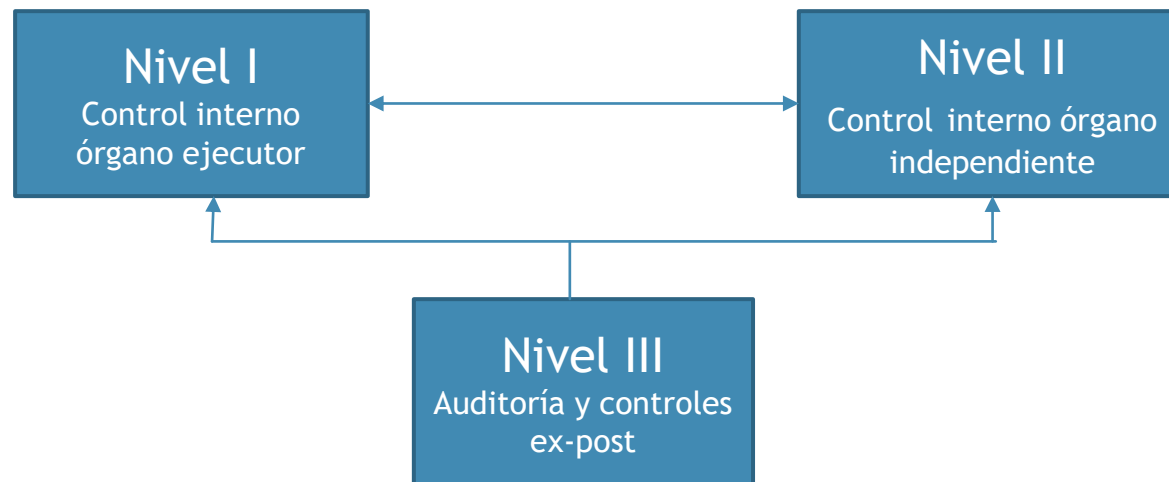 Nivel I
Control interno
órgano ejecutor
Nivel II
Control interno órgano
independiente
Nivel III
Auditoría y controles
ex-post